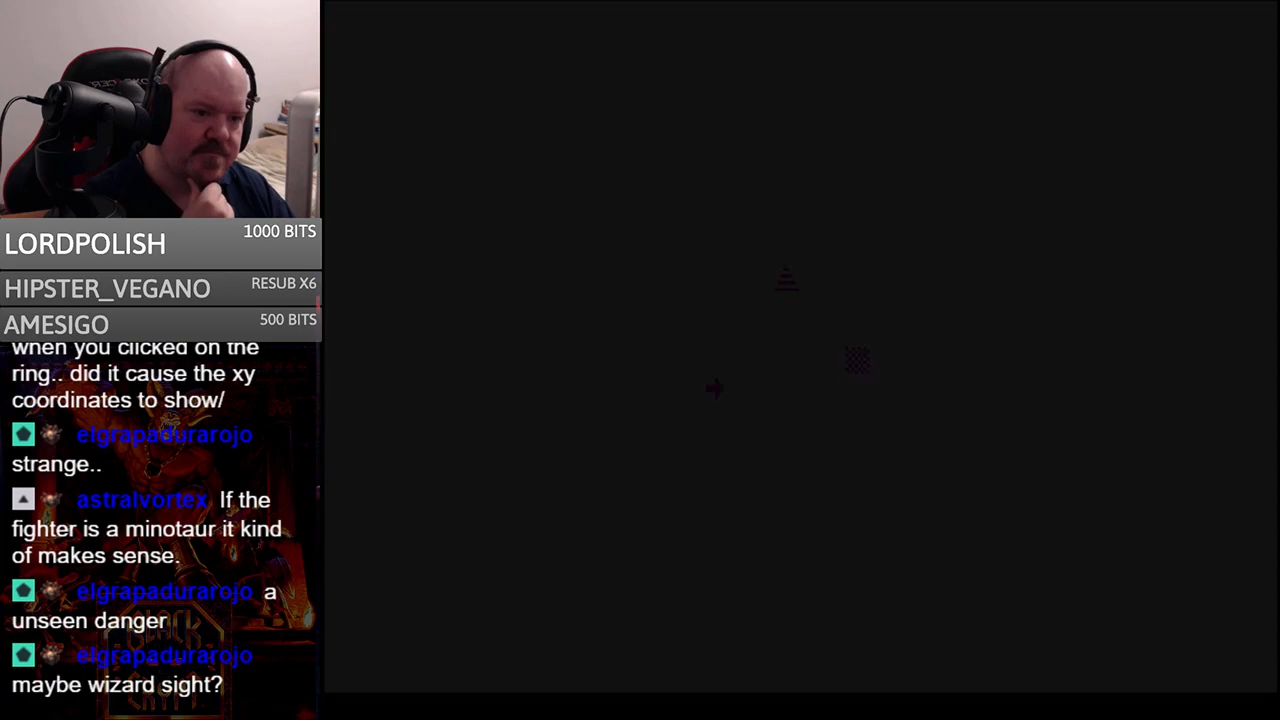 LORDPOLISH 1000 BITS
HIPSTER_VEGANO RESUB X6
AMESIGO 500 BITS
when you clicked on the
ring.. did it cause the xy
coordinates to show/
elgrapadurarojo
strange..
astralvortex If the
fighter is a minotaur it kind
of makes sense.
elgrapadurarojo a
unseen danger
elgrapadurarojo
maybe wizard sight?
BLACK
CRYPT